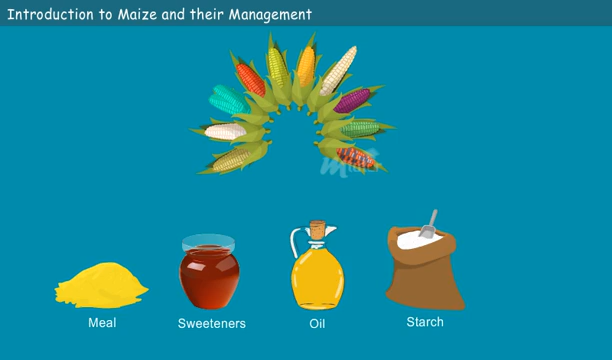 Introduction to Maize and their Management
Meal
Sweeteners
Oil
Starch